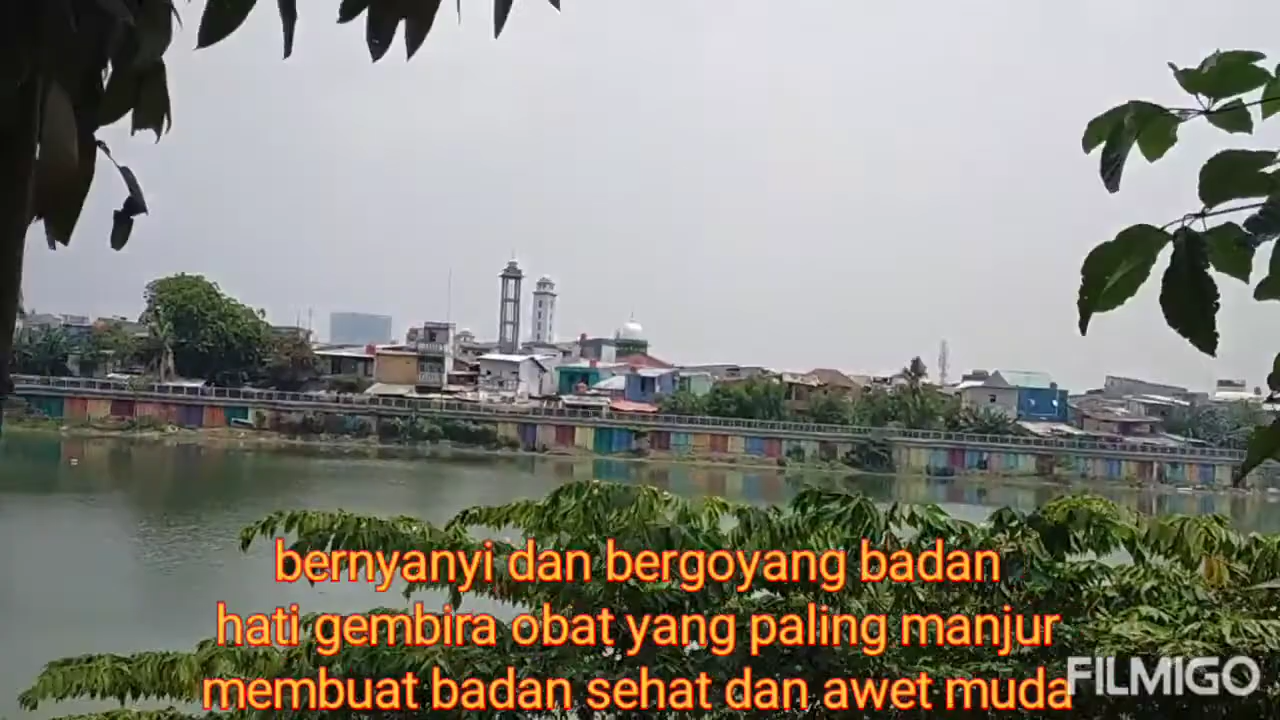 bernyanyi dan bergoyang badan
hati gembira obat yang paling manjur
membuat badan sehat dan awet muda
FILMIGO